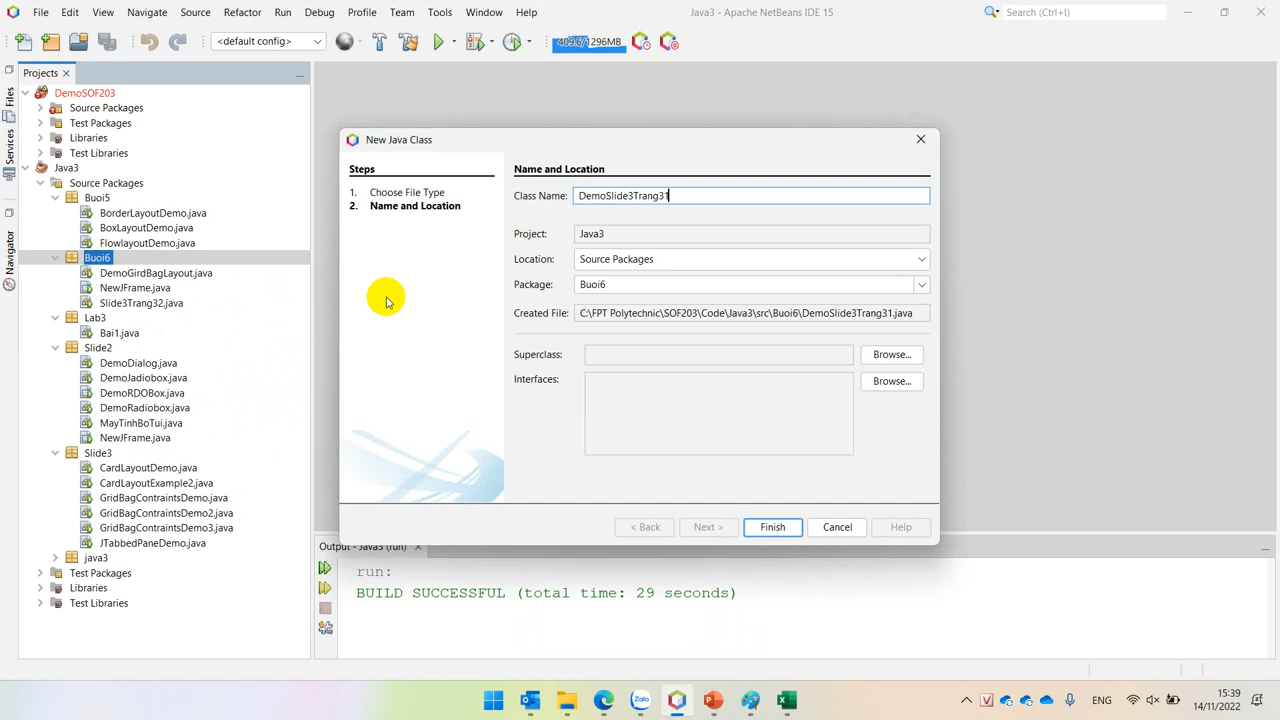 File Edit View Navigate Source Refactor Run Debug Profile Team Tools Window Help
Java3 - Apache NetBeans IDE 15
Search (Ctrl+I)
<default config>
409.6/1296MB
Files
Services
Navigator
Projects
DemoSOF203
Source Packages
Test Packages
Libraries
Test Libraries
Java3
Source Packages
Buoi5
BorderLayoutDemo.java
BoxLayoutDemo.java
FlowlayoutDemo.java
Buoi6
DemoGirdBagLayout.java
NewJFrame.java
Slide3Trang32.java
Lab3
Bai1.java
Slide2
DemoDialog.java
DemoJadiobox.java
DemoRDOBox.java
DemoRadiobox.java
MayTinhBoTui.java
NewJFrame.java
Slide3
CardLayoutDemo.java
CardLayoutExample2.java
GridBagContraintsDemo.java
GridBagContraintsDemo2.java
GridBagContraintsDemo3.java
JTabbedPaneDemo.java
java3
Test Packages
Libraries
Test Libraries
New Java Class
Steps
1. Choose File Type
2. Name and Location
Name and Location
Class Name: DemoSlide3Trang31
Project: Java3
Location: Source Packages
Package: Buoi6
Created File: C:\FPT Polytechnic\SOF203\Code\Java3\src\Buoi6\DemoSlide3Trang31.java
Superclass: Browse...
Interfaces: Browse...
< Back Next > Finish Cancel Help
Output - Java3 (run)
run:
BUILD SUCCESSFUL (total time: 29 seconds)
Zalo
ENG
15:39
14/11/2022